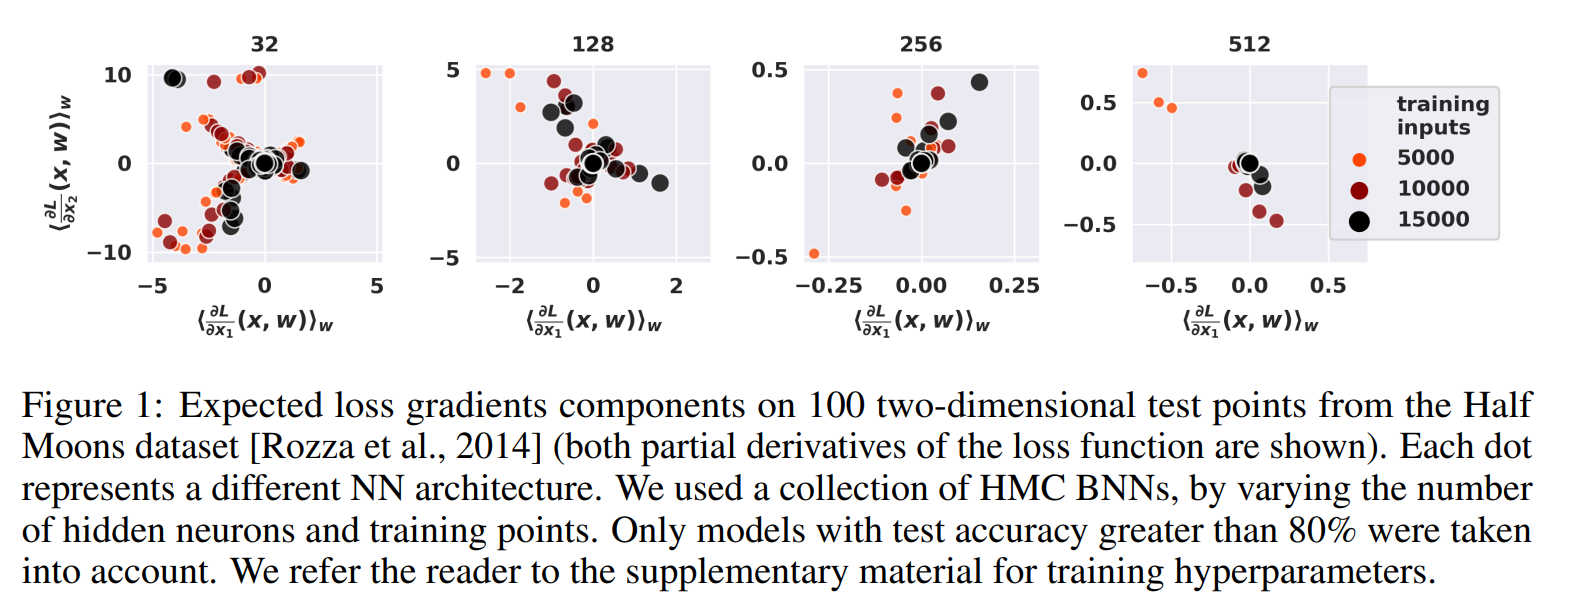 32 128 256 512
10 0 −10
5 0 −5
0.5 0.0 −0.5
0.5 0.0 −0.5
−5 0 5
−2 0 2
−0.25 0.00 0.25
−0.5 0.0 0.5
⟨∂L/∂x₂(x, w)⟩w
⟨∂L/∂x₁(x, w)⟩w ⟨∂L/∂x₁(x, w)⟩w ⟨∂L/∂x₁(x, w)⟩w ⟨∂L/∂x₁(x, w)⟩w
training
inputs
5000
10000
15000
Figure 1: Expected loss gradients components on 100 two-dimensional test points from the Half
Moons dataset [Rozza et al., 2014] (both partial derivatives of the loss function are shown). Each dot
represents a different NN architecture. We used a collection of HMC BNNs, by varying the number
of hidden neurons and training points. Only models with test accuracy greater than 80% were taken
into account. We refer the reader to the supplementary material for training hyperparameters.